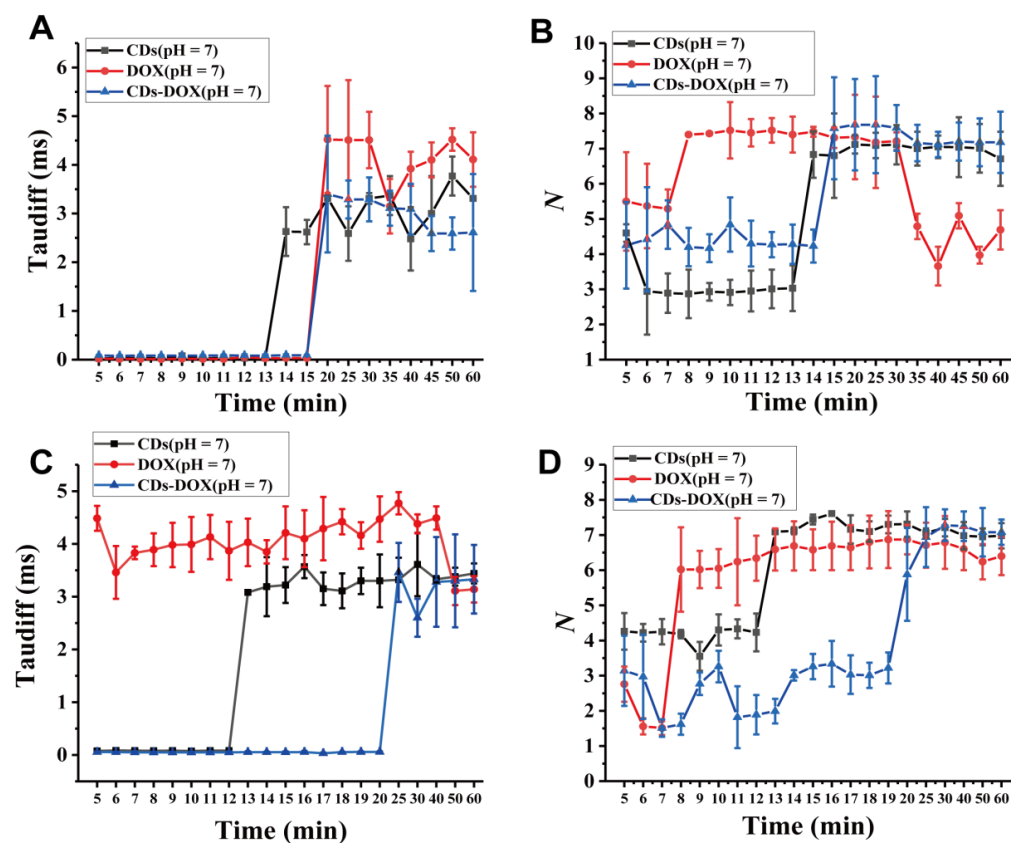 A
CDs(pH = 7)
DOX(pH = 7)
CDs-DOX(pH = 7)
Taudiff (ms)
6
5
4
3
2
1
0
5 6 7 8 9 10 11 12 13 14 15 20 25 30 35 40 45 50 60
Time (min)
B
CDs(pH = 7)
DOX(pH = 7)
CDs-DOX(pH = 7)
N
10
9
8
7
6
5
4
3
2
1
5 6 7 8 9 10 11 12 13 14 15 20 25 30 35 40 45 50 60
Time (min)
C
CDs(pH = 7)
DOX(pH = 7)
CDs-DOX(pH = 7)
Taudiff (ms)
5
4
3
2
1
0
5 6 7 8 9 10 11 12 13 14 15 16 17 18 19 20 25 30 40 50 60
Time (min)
D
CDs(pH = 7)
DOX(pH = 7)
CDs-DOX(pH = 7)
N
9
8
7
6
5
4
3
2
1
0
5 6 7 8 9 10 11 12 13 14 15 16 17 18 19 20 25 30 40 50 60
Time (min)